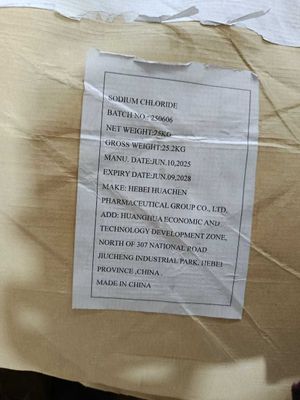 SODIUM CHLORIDE
BATCH NO.: 250606
NET WEIGHT:25KG
GROSS WEIGHT:25.2KG
MANU. DATE:JUN.10,2025
EXPIRY DATE:JUN.09,2028
MAKE: HEBEI HUACHEN
PHARMACEUTICAL GROUP CO., LTD.
ADD: HUANGHUA ECONOMIC AND
TECHNOLOGY DEVELOPMENT ZONE,
NORTH OF 307 NATIONAL ROAD
JIUCHENG INDUSTRIAL PARK, HEBEI
PROVINCE ,CHINA .
MADE IN CHINA